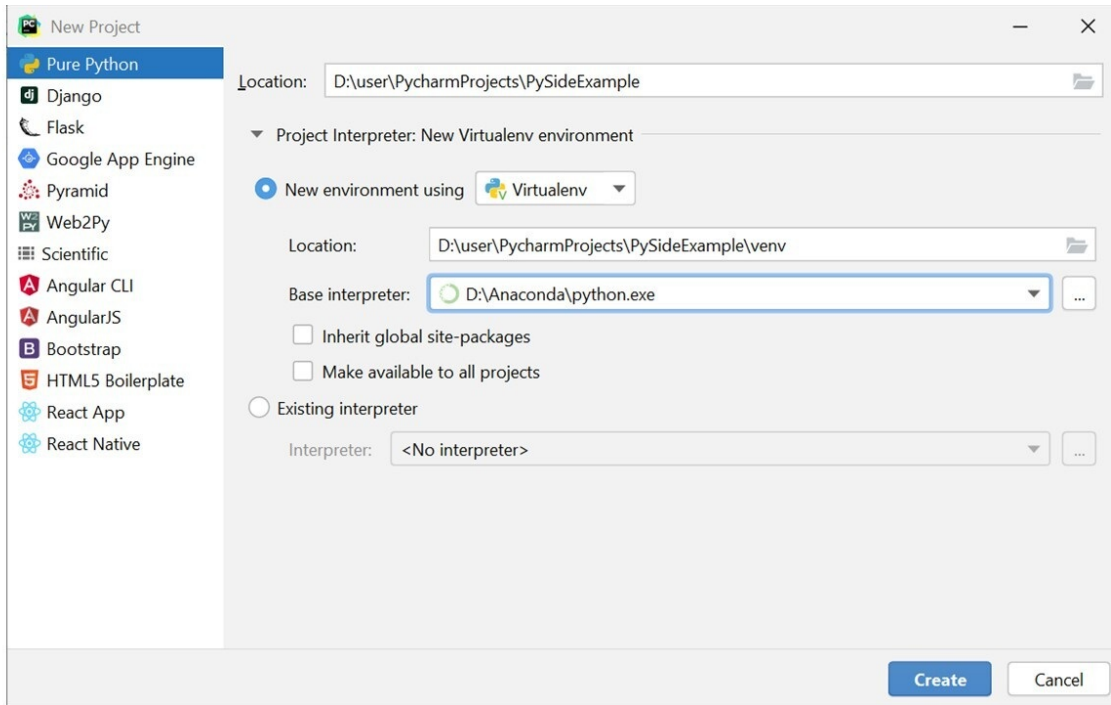 New Project
Pure Python
Django
Flask
Google App Engine
Pyramid
Web2Py
Scientific
Angular CLI
AngularJS
Bootstrap
HTML5 Boilerplate
React App
React Native
Location: D:\user\PycharmProjects\PySideExample
Project Interpreter: New Virtualenv environment
New environment using Virtualenv
Location: D:\user\PycharmProjects\PySideExample\venv
Base interpreter: D:\Anaconda\python.exe ...
Inherit global site-packages
Make available to all projects
Existing interpreter
Interpreter: <No interpreter> ...
Create Cancel